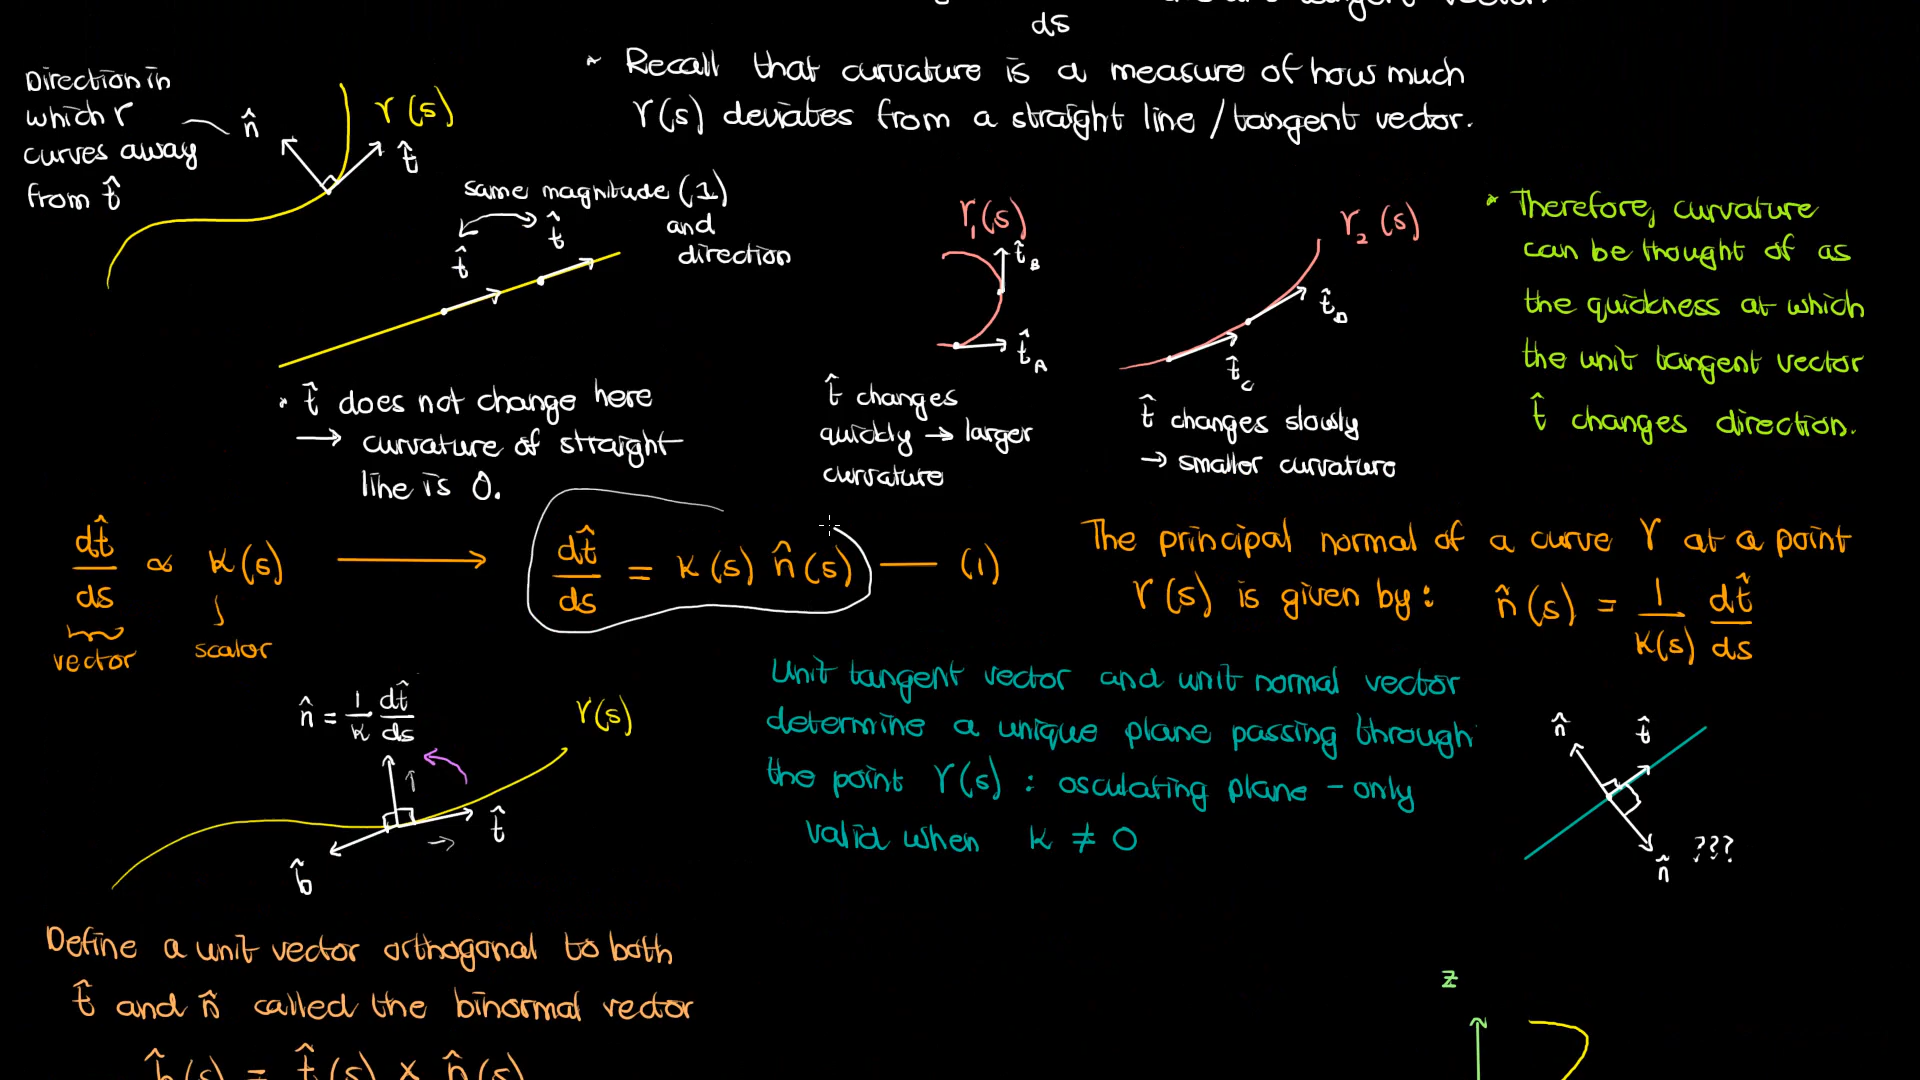 ds
Recall that curvature is a measure of how much
r(s) deviates from a straight line / tangent vector.
Direction in
which r
curves away
from t̂
n̂
r(s)
t̂
same magnitude (1)
and
direction
t̂
t̂
r₁(s)
t̂_B
t̂_A
r₂(s)
t̂_D
t̂_C
* Therefore, curvature
can be thought of as
the quickness at which
the unit tangent vector
t̂ changes direction.
* t̂ does not change here
→ curvature of straight
line is 0.
t̂ changes
quickly → larger
curvature
t̂ changes slowly
→ smaller curvature
dt̂/ds ∝ κ(s)
vector
scalar
dt̂/ds = κ(s) n̂(s) — (1)
The principal normal of a curve r at a point
r(s) is given by: n̂(s) = 1/κ(s) dt̂/ds
n̂ = 1/κ dt̂/ds
r(s)
t̂
b̂
Unit tangent vector and unit normal vector
determine a unique plane passing through
the point r(s) : osculating plane - only
valid when κ ≠ 0
n̂
t̂
n̂ ???
Define a unit vector orthogonal to both
t̂ and n̂ called the binormal vector
b̂(s) = t̂(s) × n̂(s)
z